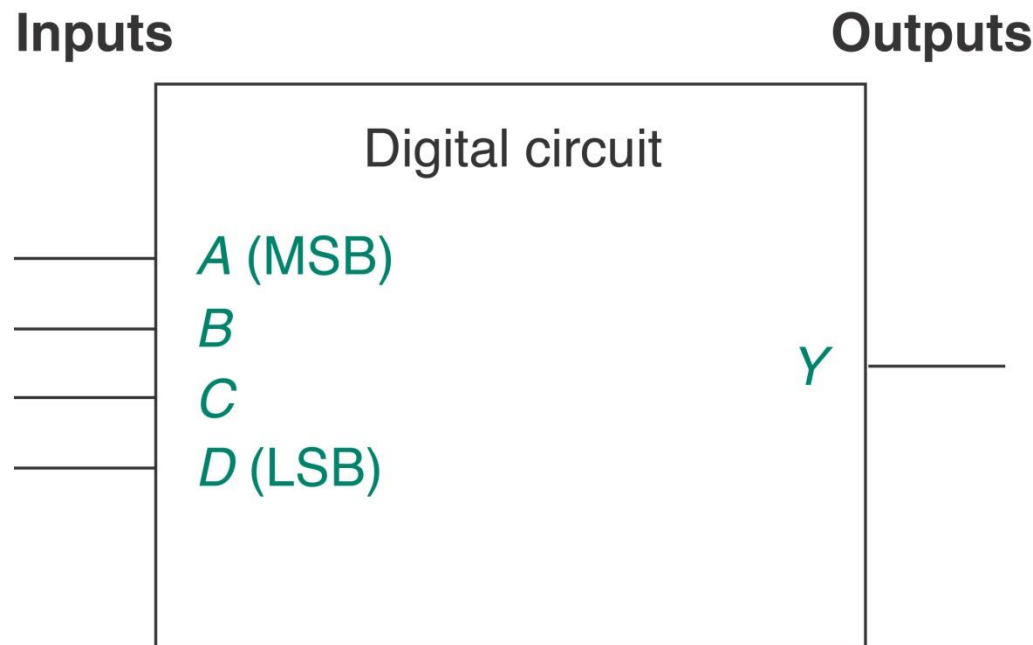 Inputs
Outputs
Digital circuit
A (MSB)
B
C
D (LSB)
Y